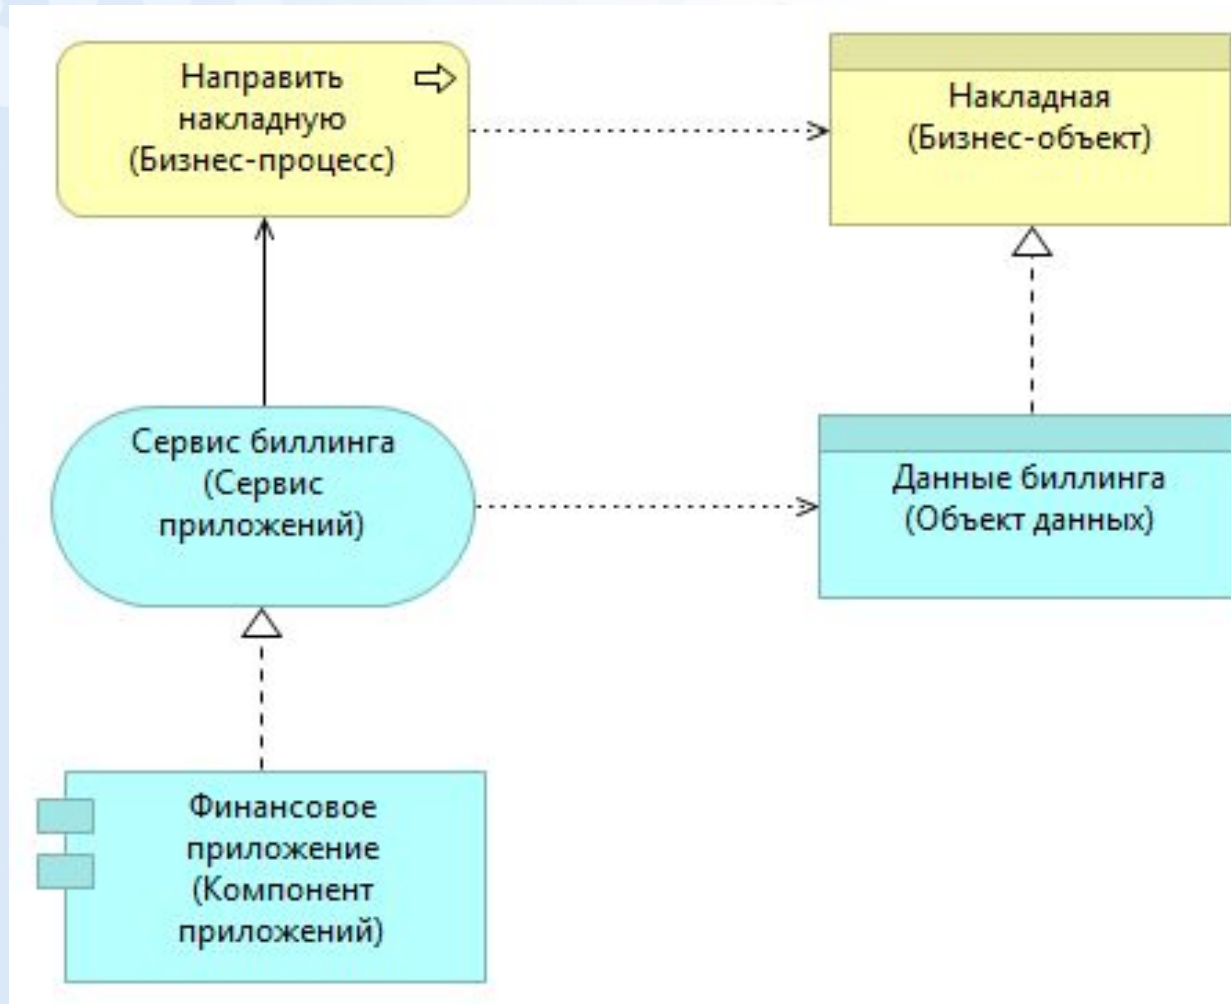 Направить
накладную
(Бизнес-процесс)
Накладная
(Бизнес-объект)
Сервис биллинга
(Сервис
приложений)
Данные биллинга
(Объект данных)
Финансовое
приложение
(Компонент
приложений)